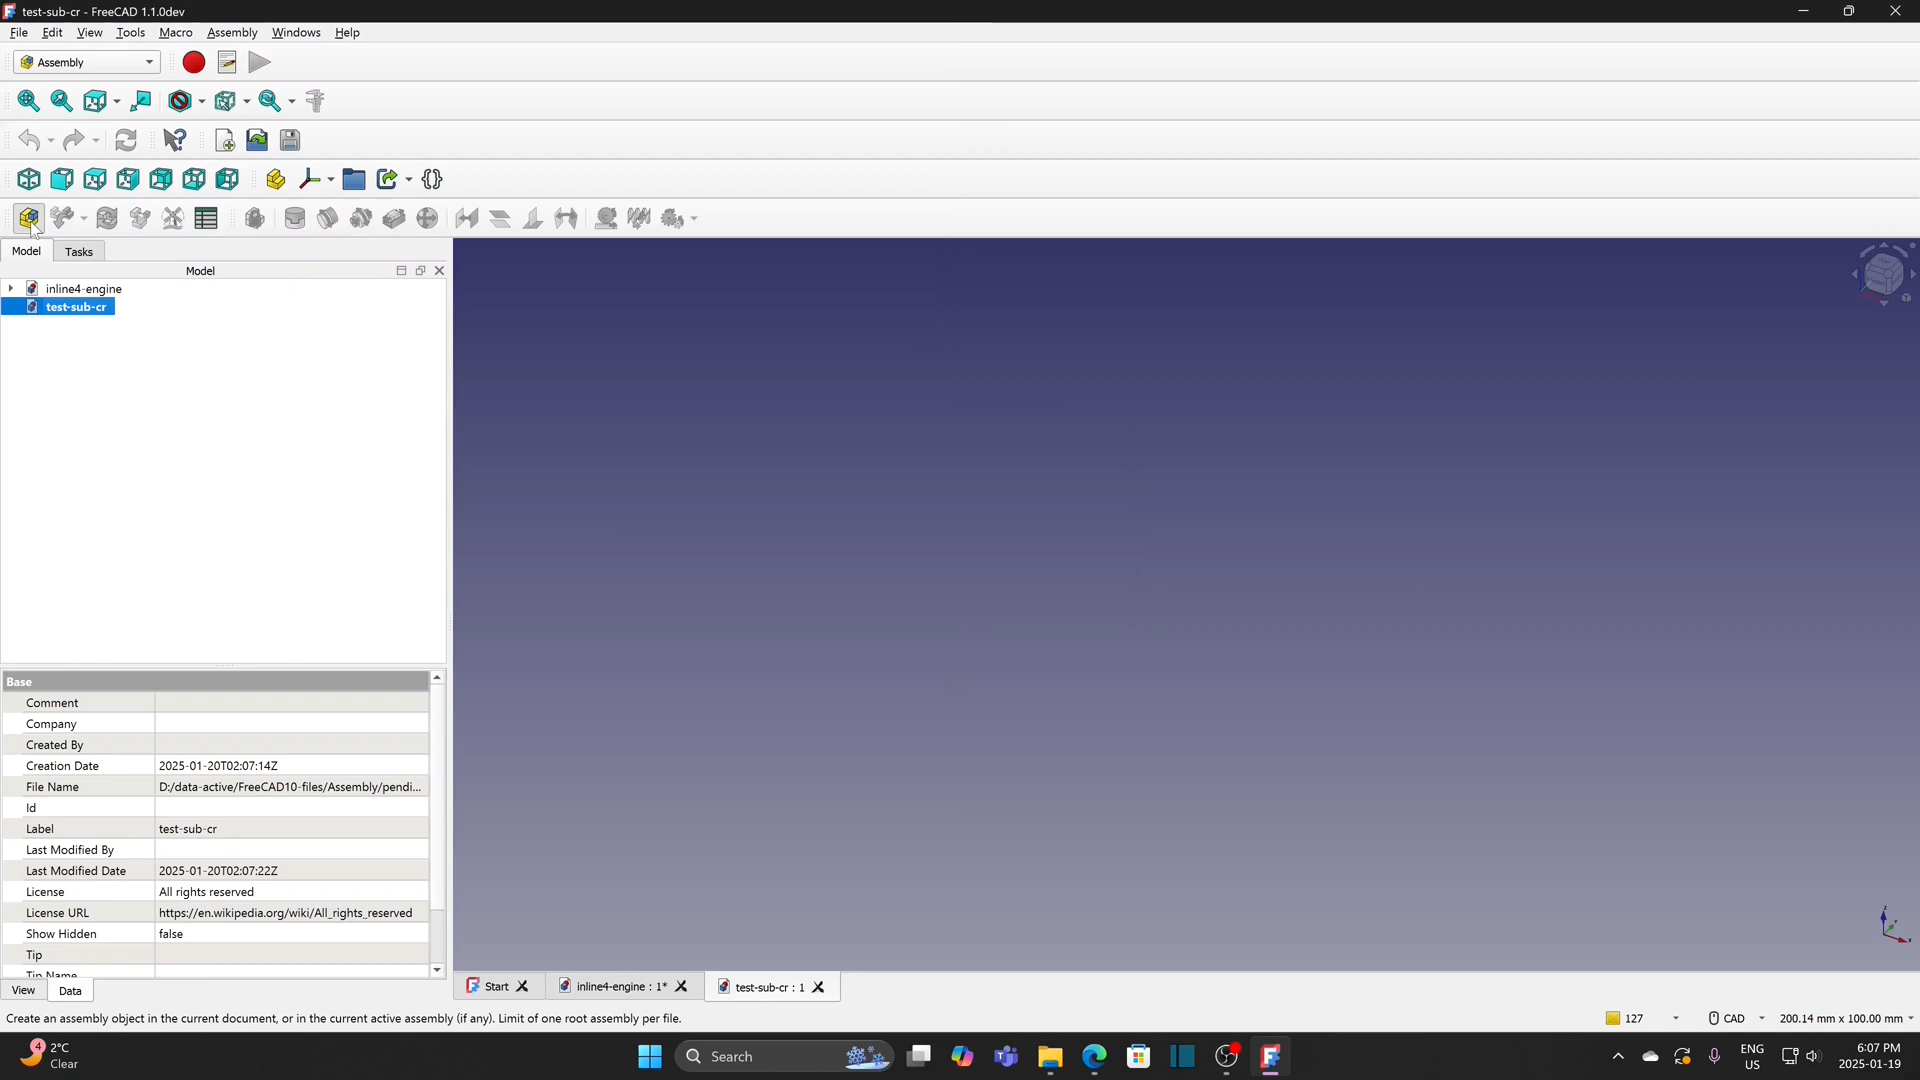 test-sub-cr - FreeCAD 1.1.0dev
File Edit View Tools Macro Assembly Windows Help
Assembly
Model Tasks
Model
inline4-engine
test-sub-cr
Base
Comment
Company
Created By
Creation Date 2025-01-20T02:07:14Z
File Name D:/data-active/FreeCAD10-files/Assembly/pendi...
Id
Label test-sub-cr
Last Modified By
Last Modified Date 2025-01-20T02:07:22Z
License All rights reserved
License URL https://en.wikipedia.org/wiki/All_rights_reserved
Show Hidden false
Tip
Tip Name
View Data
Start inline4-engine : 1* test-sub-cr : 1
Create an assembly object in the current document, or in the current active assembly (if any). Limit of one root assembly per file.
127 CAD 200.14 mm x 100.00 mm
4 2°C
Clear
Search
ENG
US
6:07 PM
2025-01-19